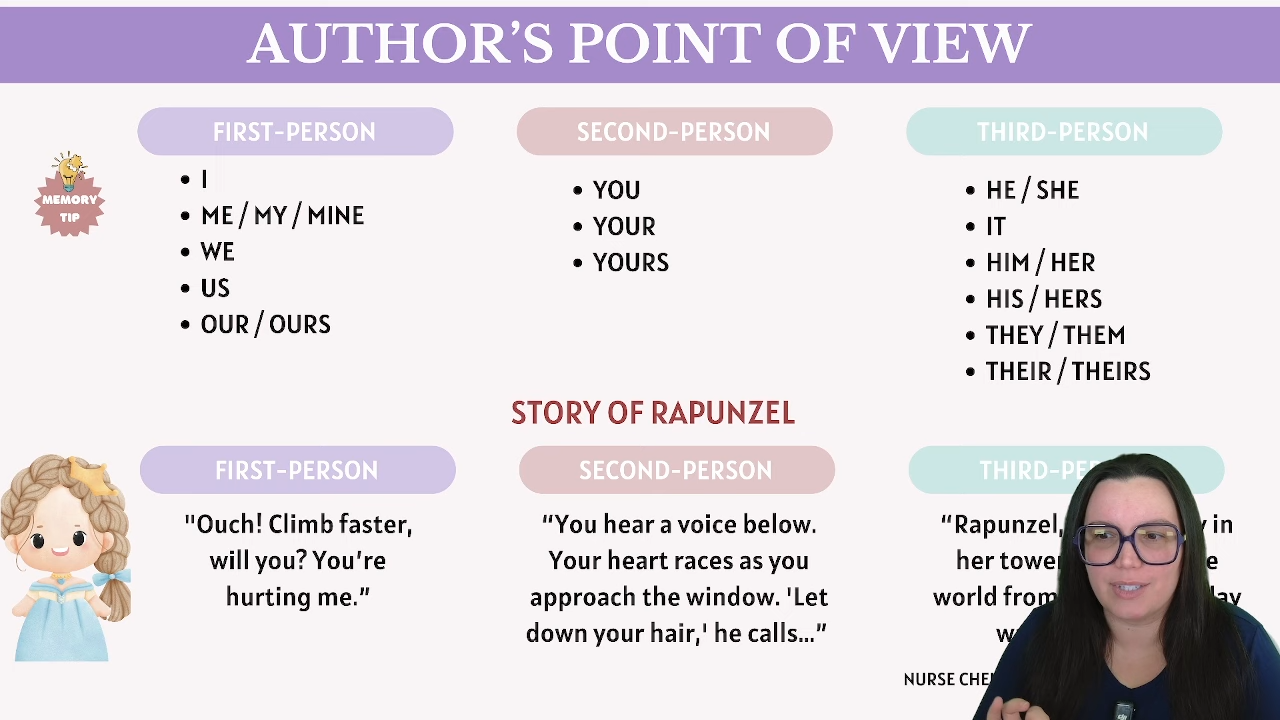 AUTHOR'S POINT OF VIEW
FIRST-PERSON
SECOND-PERSON
THIRD-PERSON
MEMORY
TIP
• I
• ME / MY / MINE
• WE
• US
• OUR / OURS
• YOU
• YOUR
• YOURS
• HE / SHE
• IT
• HIM / HER
• HIS / HERS
• THEY / THEM
• THEIR / THEIRS
STORY OF RAPUNZEL
FIRST-PERSON
"Ouch! Climb faster,
will you? You're
hurting me.”
SECOND-PERSON
“You hear a voice below.
Your heart races as you
approach the window. 'Let
down your hair,' he calls...”
“Rapunzel, in
her
world from
NURSE